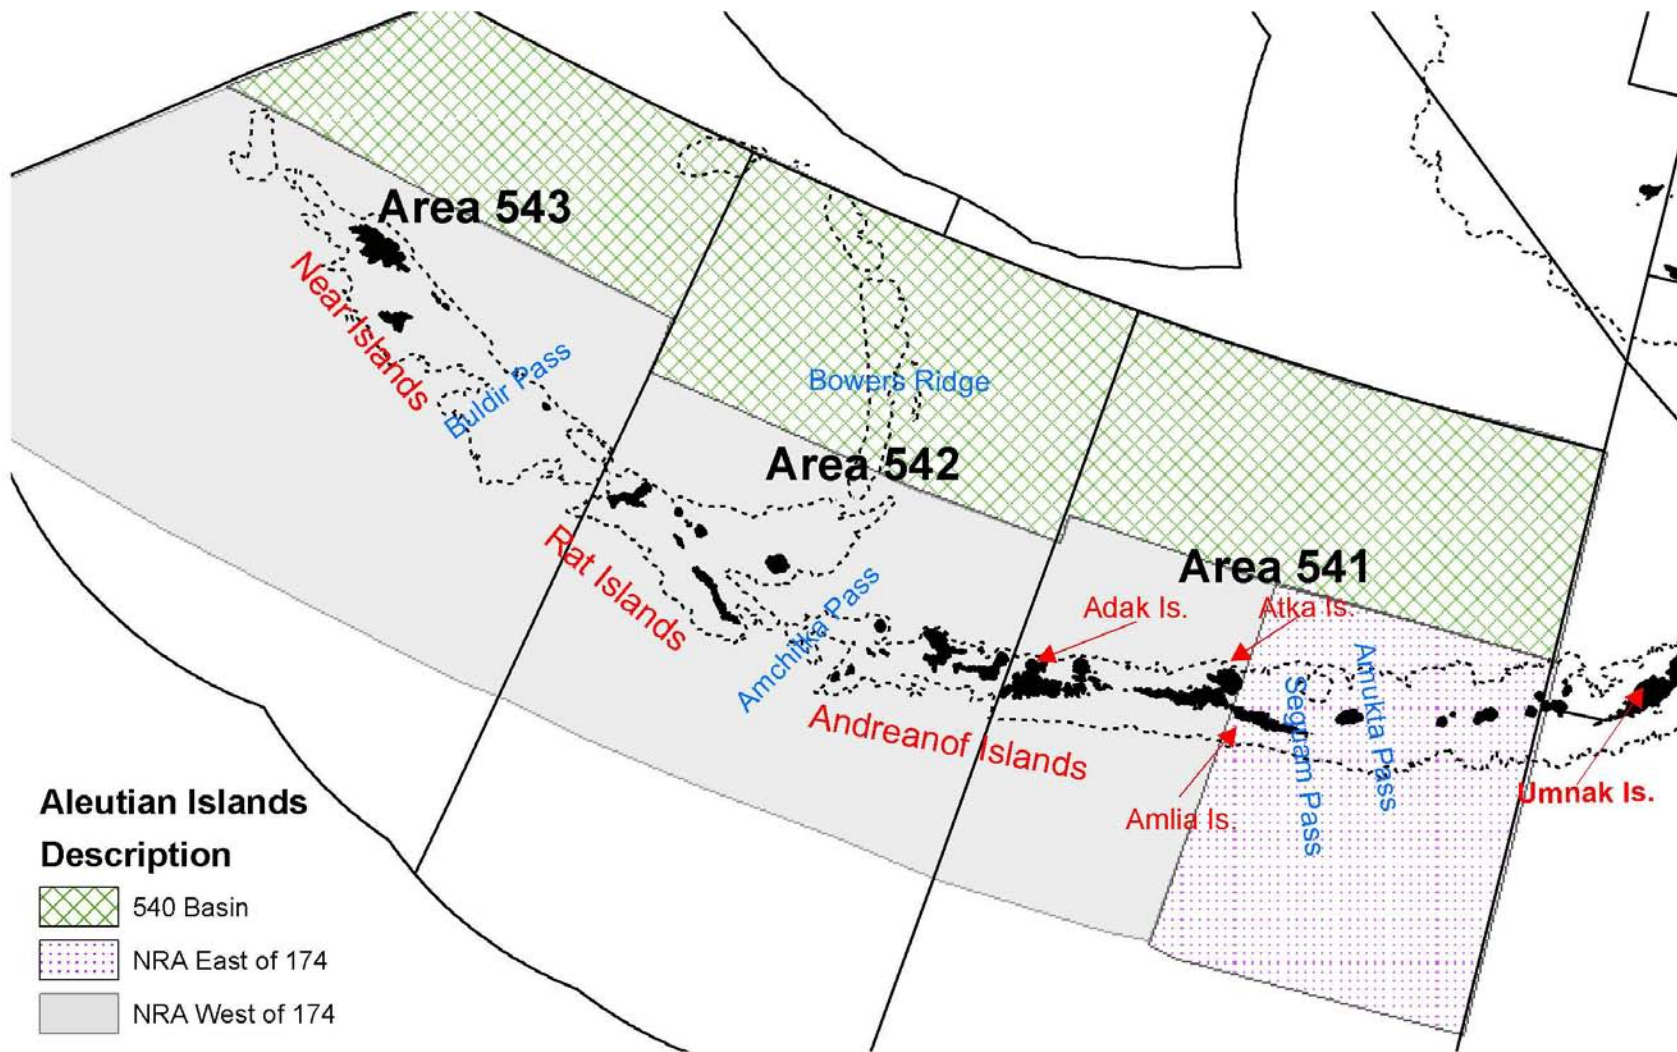 Area 543
Near Islands
Buldir Pass
Bowers Ridge
Area 542
Rat Islands
Amchitka Pass
Area 541
Adak Is.
Atka Is.
Andreanof Islands
Amlia Is.
Seguam Pass
Amukta Pass
Umnak Is.
Aleutian Islands
Description
540 Basin
NRA East of 174
NRA West of 174